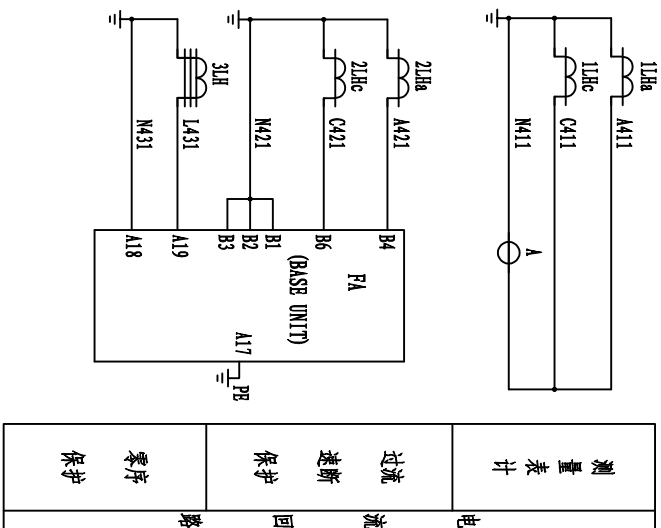 1LHa
A411
1LHc
C411
N411
A
2LHa
A421
2LHc
C421
N421
3LH
L431
N431
B4
B6
B1
B2
B3
A19
A18
FA
(BASE UNIT)
A17
PE
测量表计
过流
速断
保护
零序
保护
电流回路